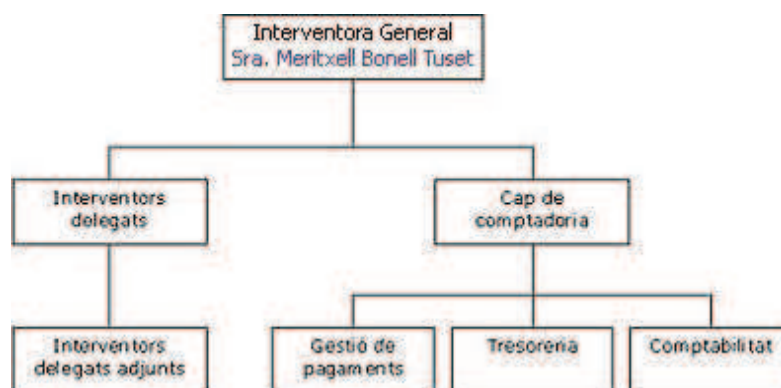 Interventora General
Sra. Meritxell Bonell Tuset
Interventors
delegats
Cap de
comptadoria
Interventors
delegats adjunts
Gestió de
pagaments
Tresoreria
Comptabilitat